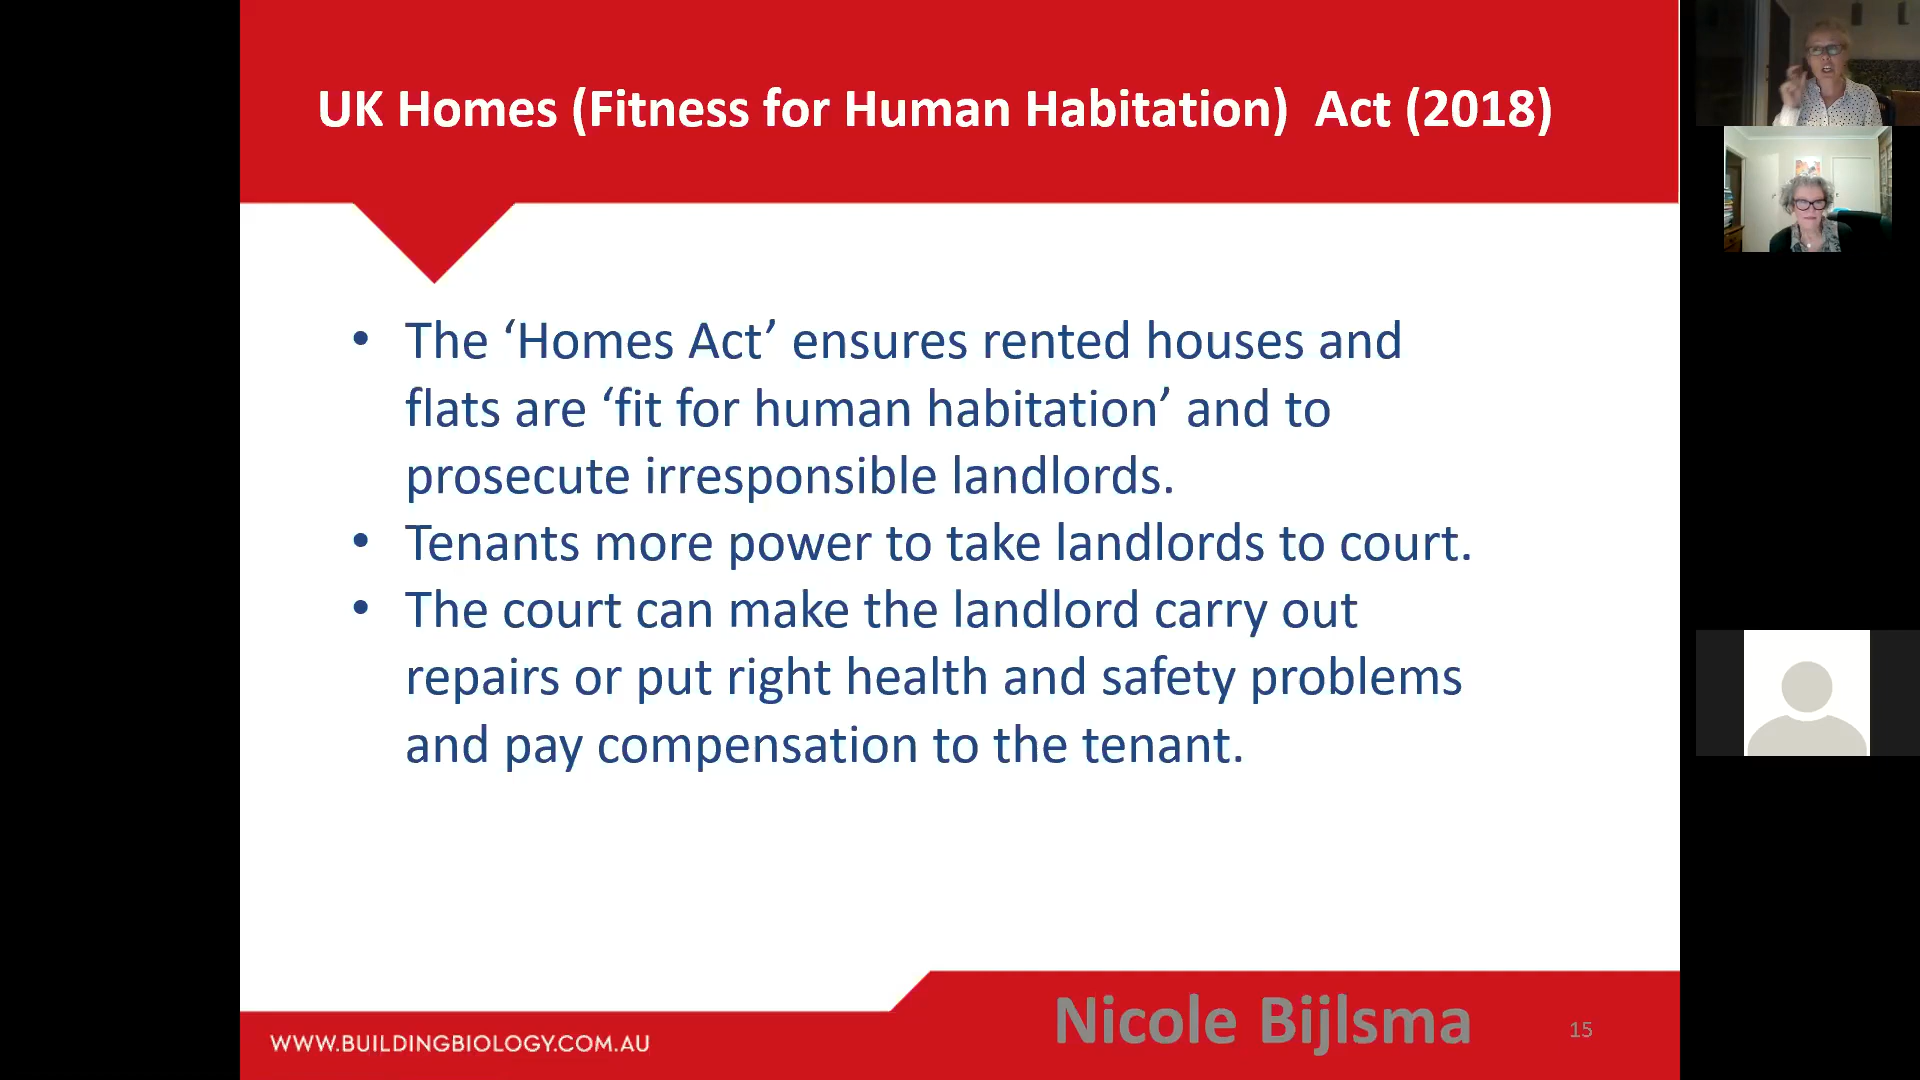 UK Homes (Fitness for Human Habitation) Act (2018)
• The ‘Homes Act’ ensures rented houses and
flats are ‘fit for human habitation’ and to
prosecute irresponsible landlords.
• Tenants more power to take landlords to court.
• The court can make the landlord carry out
repairs or put right health and safety problems
and pay compensation to the tenant.
Nicole Bijlsma
15
WWW.BUILDINGBIOLOGY.COM.AU